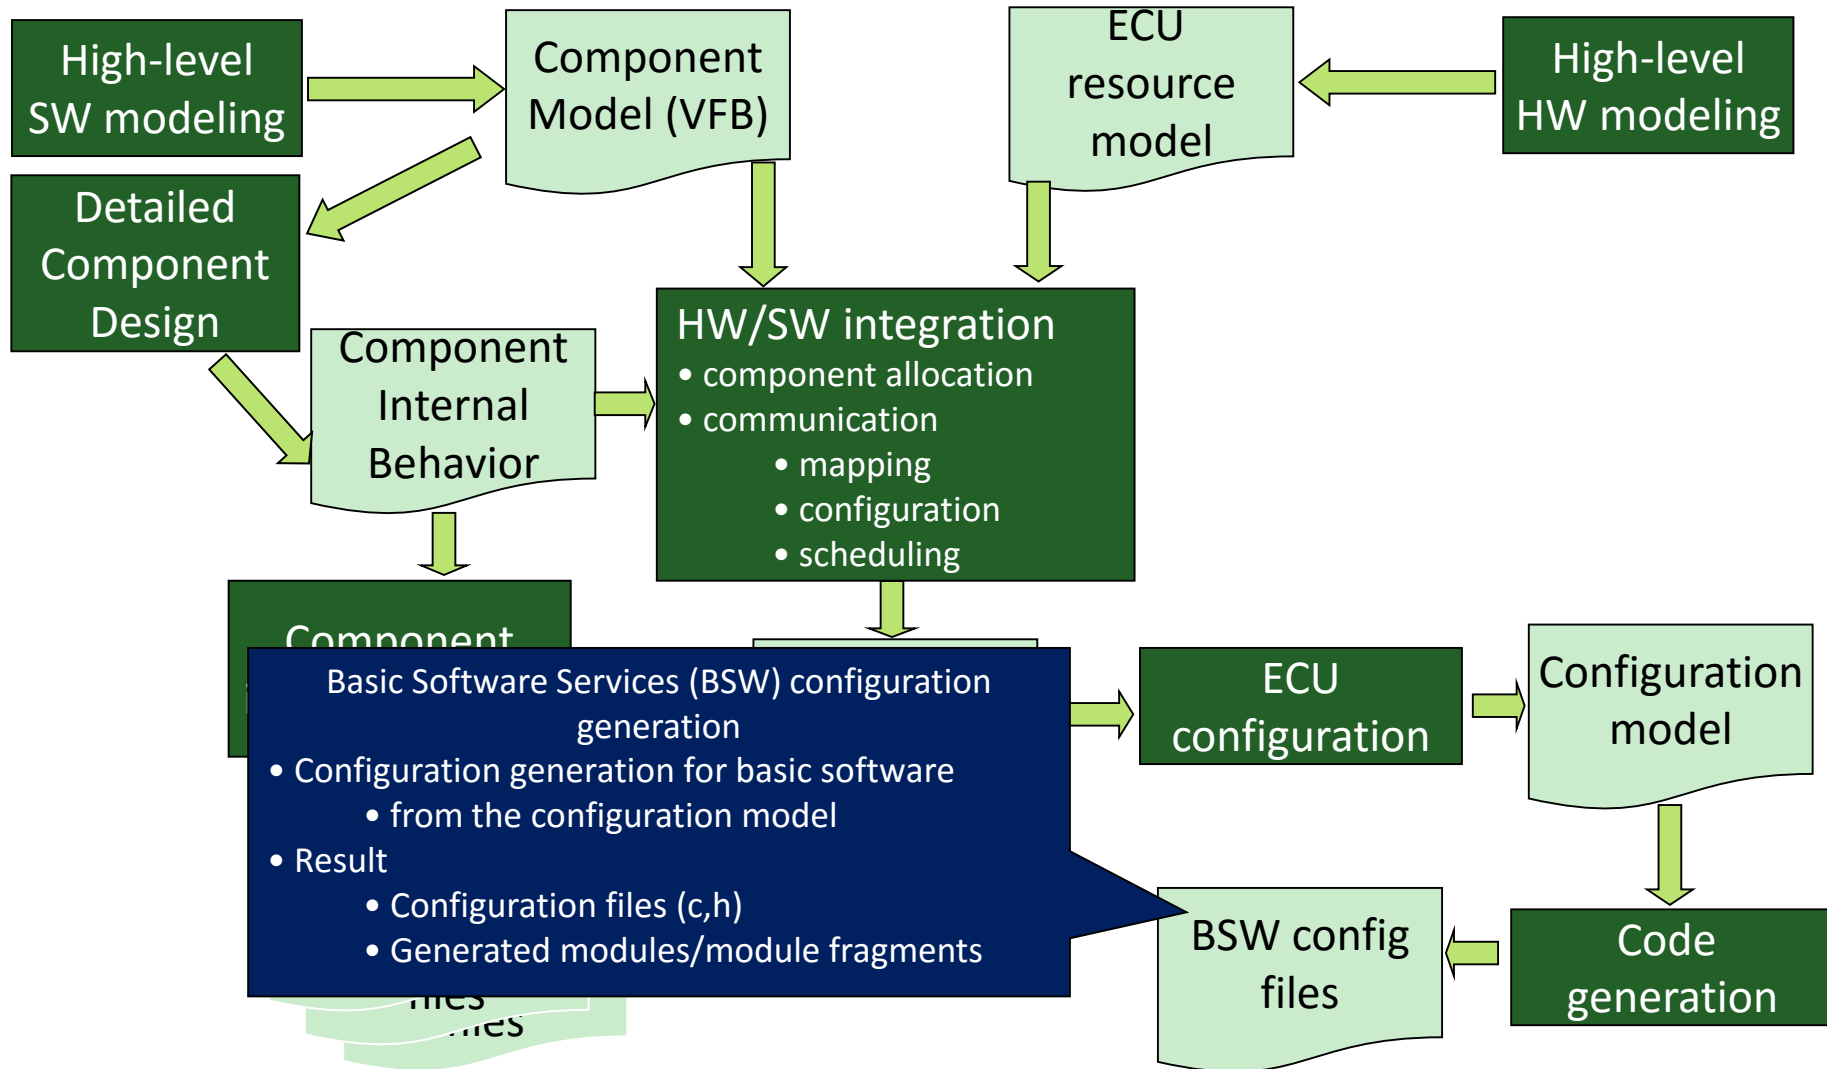 High-level
SW modeling
Component
Model (VFB)
ECU
resource
model
High-level
HW modeling
Detailed
Component
Design
Component
Internal
Behavior
HW/SW integration
• component allocation
• communication
• mapping
• configuration
• scheduling
Component
Basic Software Services (BSW) configuration
generation
• Configuration generation for basic software
• from the configuration model
• Result
• Configuration files (c,h)
• Generated modules/module fragments
ECU
configuration
Configuration
model
BSW config
files
Code
generation
files
files